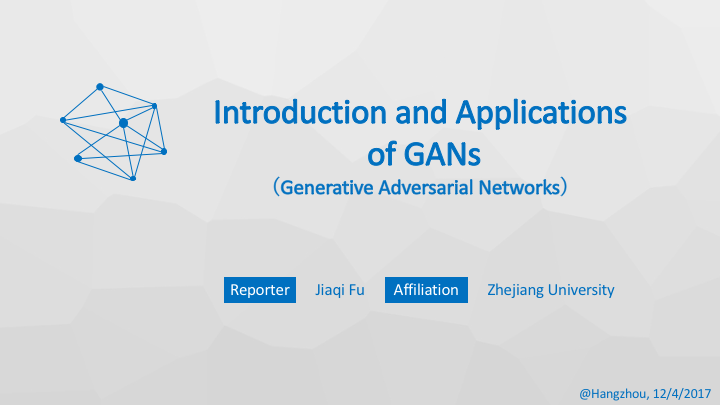 Introduction and Applications
of GANs
（Generative Adversarial Networks）
Reporter Jiaqi Fu Affiliation Zhejiang University
@Hangzhou, 12/4/2017